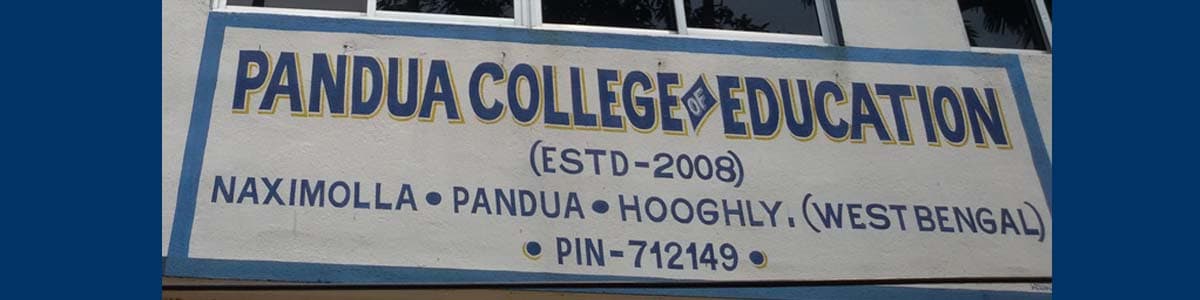 PANDUA COLLEGE OF EDUCATION
(ESTD-2008)
NAXIMOLLA • PANDUA • HOOGHLY. (WEST BENGAL)
• PIN-712149 •